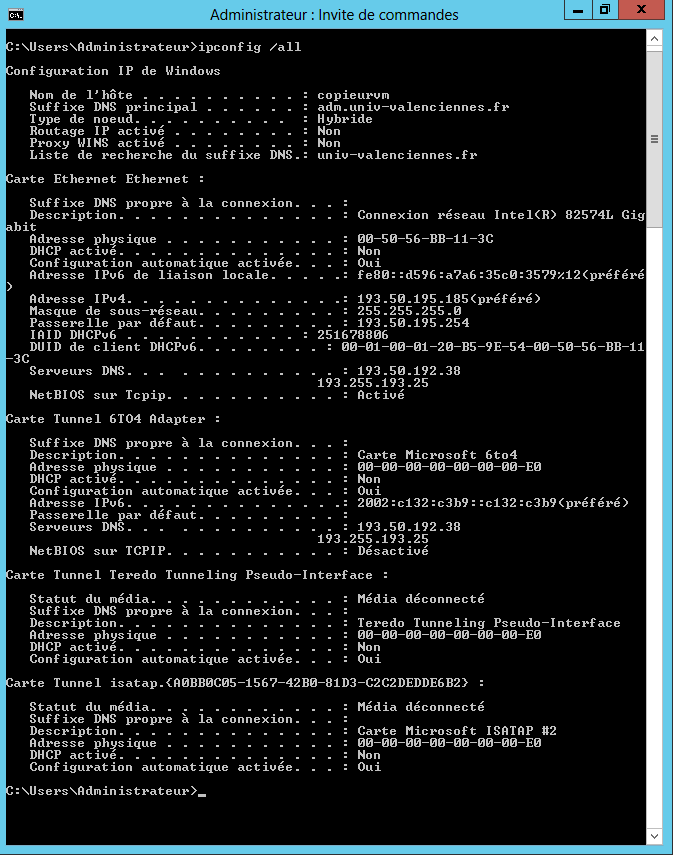 Administrateur : Invite de commandes
C:\Users\Administrateur>ipconfig /all
Configuration IP de Windows
Nom de l'hôte . . . . . . . . . . : copieurvm
Suffixe DNS principal . . . . . . : adm.univ-valenciennes.fr
Type de noeud. . . . . . . . . .  : Hybride
Routage IP activé . . . . . . . . : Non
Proxy WINS activé . . . . . . . . : Non
Liste de recherche du suffixe DNS.: univ-valenciennes.fr
Carte Ethernet Ethernet :
Suffixe DNS propre à la connexion. . . :
Description. . . . . . . . . . . . . . : Connexion réseau Intel(R) 82574L Gig
abit
Adresse physique . . . . . . . . . . . : 00-50-56-BB-11-3C
DHCP activé. . . . . . . . . . . . . . : Non
Configuration automatique activée. . . : Oui
Adresse IPv6 de liaison locale. . . . .: fe80::d596:a7a6:35c0:3579%12(préféré
)
Adresse IPv4. . . . . . . . . . . . . .: 193.50.195.185(préféré)
Masque de sous-réseau. . . . . . . . . : 255.255.255.0
Passerelle par défaut. . . . . . . . . : 193.50.195.254
IAID DHCPv6 . . . . . . . . . . . : 251678806
DUID de client DHCPv6. . . . . . . . : 00-01-00-01-20-B5-9E-54-00-50-56-BB-11
-3C
Serveurs DNS. . .  . . . . . . . . . . : 193.50.192.38
193.255.193.25
NetBIOS sur Tcpip. . . . . . . . . . . : Activé
Carte Tunnel 6TO4 Adapter :
Suffixe DNS propre à la connexion. . . :
Description. . . . . . . . . . . . . . : Carte Microsoft 6to4
Adresse physique . . . . . . . . . . . : 00-00-00-00-00-00-00-E0
DHCP activé. . . . . . . . . . . . . . : Non
Configuration automatique activée. . . : Oui
Adresse IPv6. . . . . . . . . . . . . .: 2002:c132:c3b9::c132:c3b9(préféré)
Passerelle par défaut. . . . . . . . . :
Serveurs DNS. . .  . . . . . . . . . . : 193.50.192.38
193.255.193.25
NetBIOS sur TCPIP. . . . . . . . . . . : Désactivé
Carte Tunnel Teredo Tunneling Pseudo-Interface :
Statut du média. . . . . . . . . . . . : Média déconnecté
Suffixe DNS propre à la connexion. . . :
Description. . . . . . . . . . . . . . : Teredo Tunneling Pseudo-Interface
Adresse physique . . . . . . . . . . . : 00-00-00-00-00-00-00-E0
DHCP activé. . . . . . . . . . . . . . : Non
Configuration automatique activée. . . : Oui
Carte Tunnel isatap.{A0BB0C05-1567-42B0-81D3-C2C2DEDDE6B2} :
Statut du média. . . . . . . . . . . . : Média déconnecté
Suffixe DNS propre à la connexion. . . :
Description. . . . . . . . . . . . . . : Carte Microsoft ISATAP #2
Adresse physique . . . . . . . . . . . : 00-00-00-00-00-00-00-E0
DHCP activé. . . . . . . . . . . . . . : Non
Configuration automatique activée. . . : Oui
C:\Users\Administrateur>_